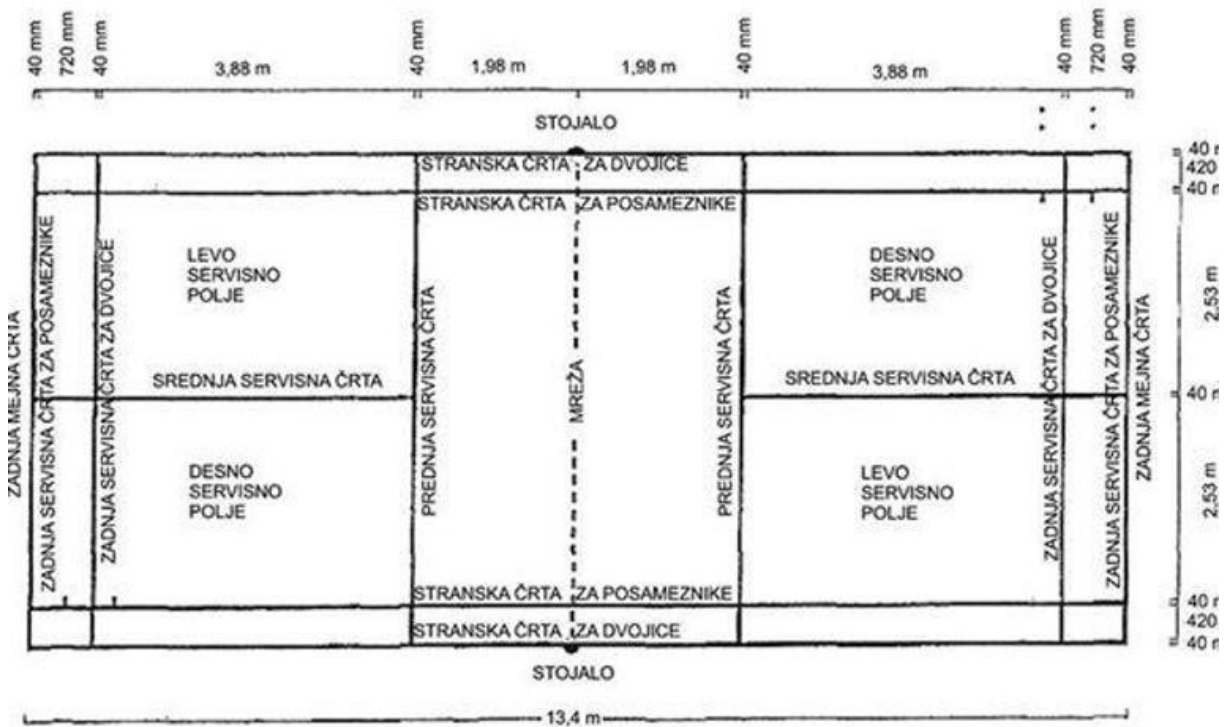 40 mm
720 mm
40 mm
3,88 m
40 mm
1,98 m
1,98 m
40 mm
3,88 m
40 mm
720 mm
40 mm
STOJALO
STRANSKA ČRTA ZA DVOJICE
STRANSKA ČRTA ZA POSAMEZNIKE
40 m
420
40 m
LEVO
SERVISNO
POLJE
DESNO
SERVISNO
POLJE
ZADNJA MEJNA ČRTA
ZADNJA SERVISNA ČRTA ZA POSAMEZNIKE
ZADNJA SERVISNA ČRTA ZA DVOJICE
PREDNJA SERVISNA ČRTA
MREŽA
PREDNJA SERVISNA ČRTA
ZADNJA SERVISNA ČRTA ZA DVOJICE
ZADNJA SERVISNA ČRTA ZA POSAMEZNIKE
ZADNJA MEJNA ČRTA
2,53 m
SREDNJA SERVISNA ČRTA
SREDNJA SERVISNA ČRTA
40 m
DESNO
SERVISNO
POLJE
LEVO
SERVISNO
POLJE
2,53 m
STRANSKA ČRTA ZA POSAMEZNIKE
STRANSKA ČRTA ZA DVOJICE
40 m
420
40 m
STOJALO
13,4 m